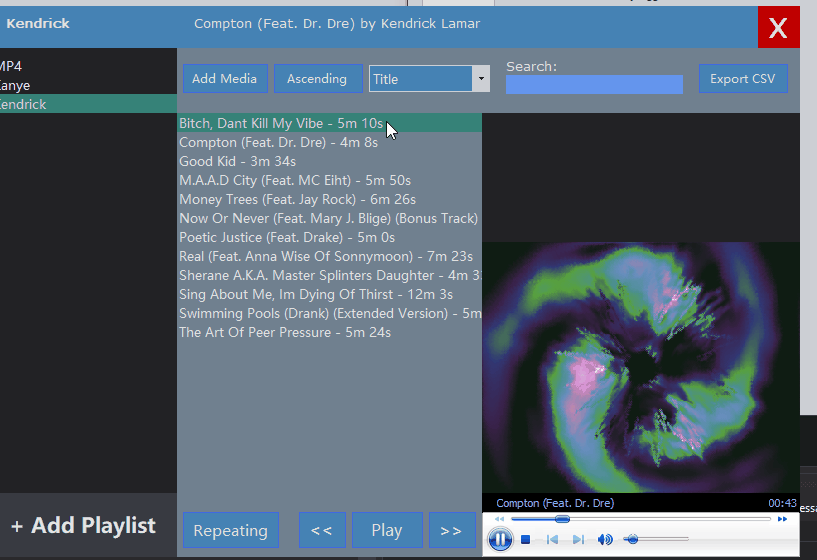 Kendrick
Compton (Feat. Dr. Dre) by Kendrick Lamar
X
MP4
Kanye
Kendrick
Add Media
Ascending
Title
Search:
Export CSV
Bitch, Dant Kill My Vibe - 5m 10s
Compton (Feat. Dr. Dre) - 4m 8s
Good Kid - 3m 34s
M.A.A.D City (Feat. MC Eiht) - 5m 50s
Money Trees (Feat. Jay Rock) - 6m 26s
Now Or Never (Feat. Mary J. Blige) (Bonus Track)
Poetic Justice (Feat. Drake) - 5m 0s
Real (Feat. Anna Wise Of Sonnymoon) - 7m 23s
Sherane A.K.A. Master Splinters Daughter - 4m 3
Sing About Me, Im Dying Of Thirst - 12m 3s
Swimming Pools (Drank) (Extended Version) - 5m
The Art Of Peer Pressure - 5m 24s
+ Add Playlist
Repeating
<<
Play
>>
Compton (Feat. Dr. Dre)
00:43